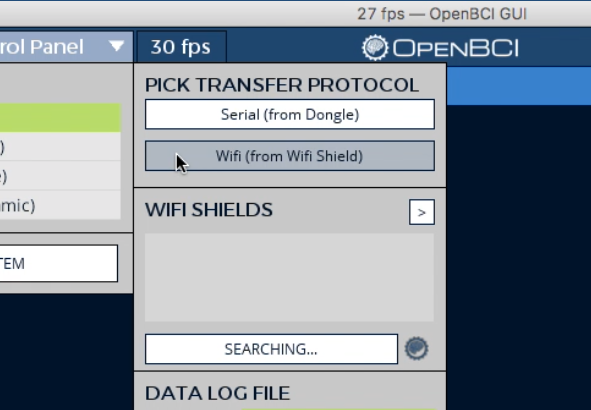 27 fps — OpenBCI GUI
rol Panel ▼
30 fps
OPENBCI
PICK TRANSFER PROTOCOL
Serial (from Dongle)
Wifi (from Wifi Shield)
)
e)
amic)
WIFI SHIELDS
>
TEM
SEARCHING...
DATA LOG FILE